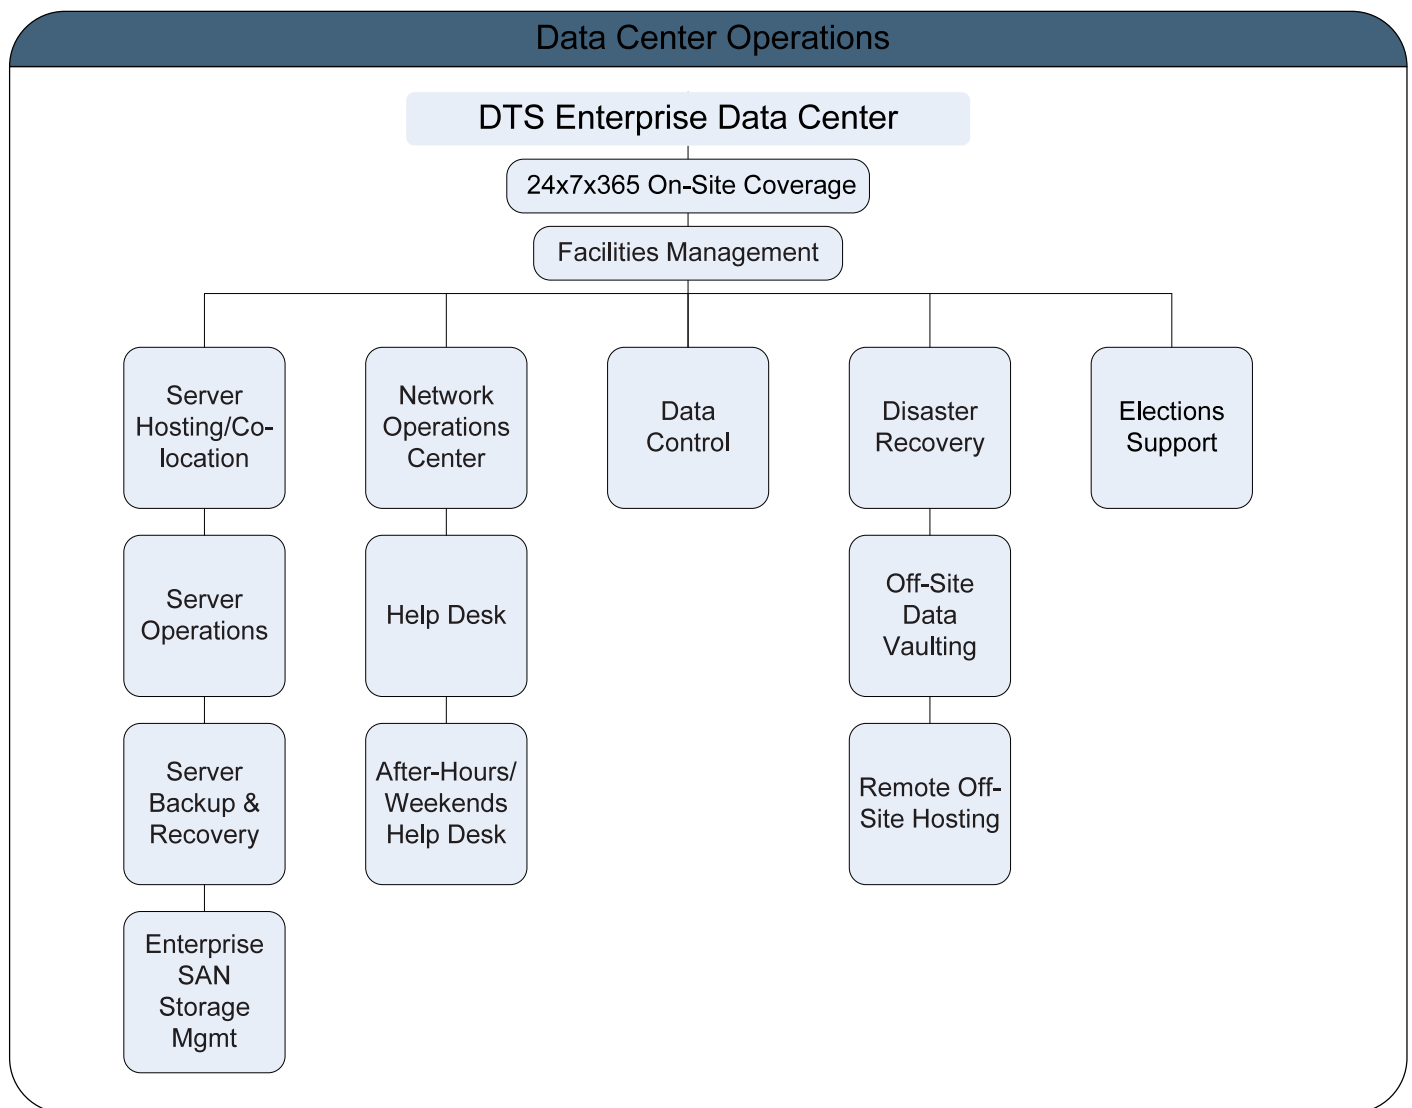 Data Center Operations
DTS Enterprise Data Center
24x7x365 On-Site Coverage
Facilities Management
Server
Hosting/Co-
location
Network
Operations
Center
Data
Control
Disaster
Recovery
Elections
Support
Server
Operations
Help Desk
Off-Site
Data
Vaulting
Server
Backup &
Recovery
After-Hours/
Weekends
Help Desk
Remote Off-
Site Hosting
Enterprise
SAN
Storage
Mgmt